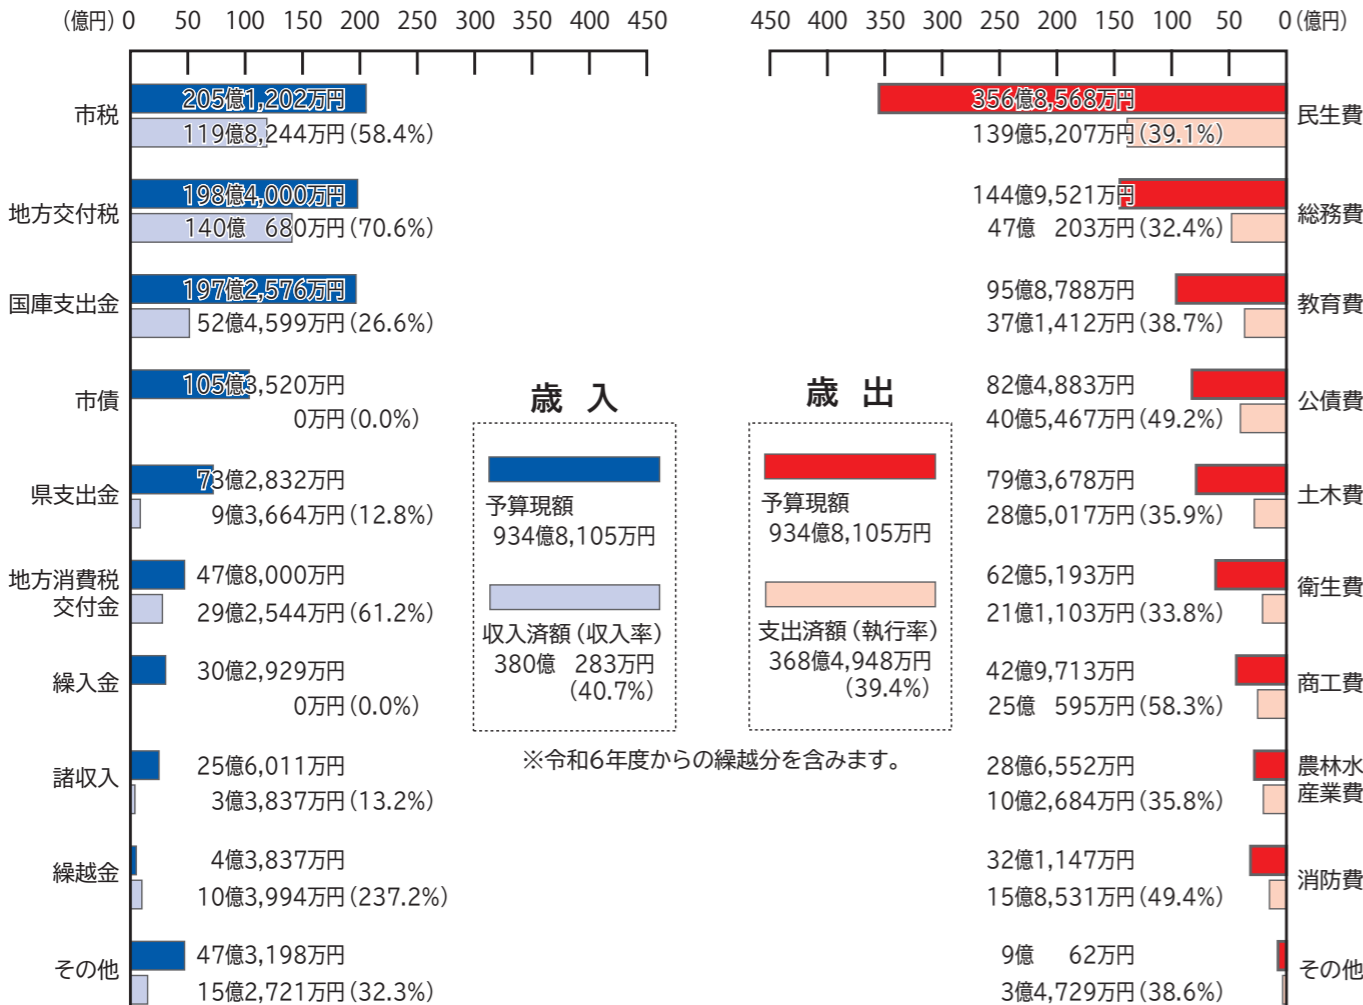 (億円) 0 50 100 150 200 250 300 350 400 450
市税
205億1,202万円
119億8,244万円(58.4%)
地方交付税
198億4,000万円
140億 680万円(70.6%)
国庫支出金
197億2,576万円
52億4,599万円(26.6%)
市債
105億3,520万円
0万円(0.0%)
県支出金
73億2,832万円
9億3,664万円(12.8%)
地方消費税
交付金
47億8,000万円
29億2,544万円(61.2%)
繰入金
30億2,929万円
0万円(0.0%)
諸収入
25億6,011万円
3億3,837万円(13.2%)
繰越金
4億3,837万円
10億3,994万円(237.2%)
その他
47億3,198万円
15億2,721万円(32.3%)
歳入
予算現額
934億8,105万円
収入済額(収入率)
380億 283万円
(40.7%)
歳出
予算現額
934億8,105万円
支出済額(執行率)
368億4,948万円
(39.4%)
※令和6年度からの繰越分を含みます。
450 400 350 300 250 200 150 100 50 0(億円)
356億8,568万円
139億5,207万円(39.1%)
民生費
144億9,521万円
47億 203万円(32.4%)
総務費
95億8,788万円
37億1,412万円(38.7%)
教育費
82億4,883万円
40億5,467万円(49.2%)
公債費
79億3,678万円
28億5,017万円(35.9%)
土木費
62億5,193万円
21億1,103万円(33.8%)
衛生費
42億9,713万円
25億 595万円(58.3%)
商工費
28億6,552万円
10億2,684万円(35.8%)
農林水
産業費
32億1,147万円
15億8,531万円(49.4%)
消防費
9億 62万円
3億4,729万円(38.6%)
その他